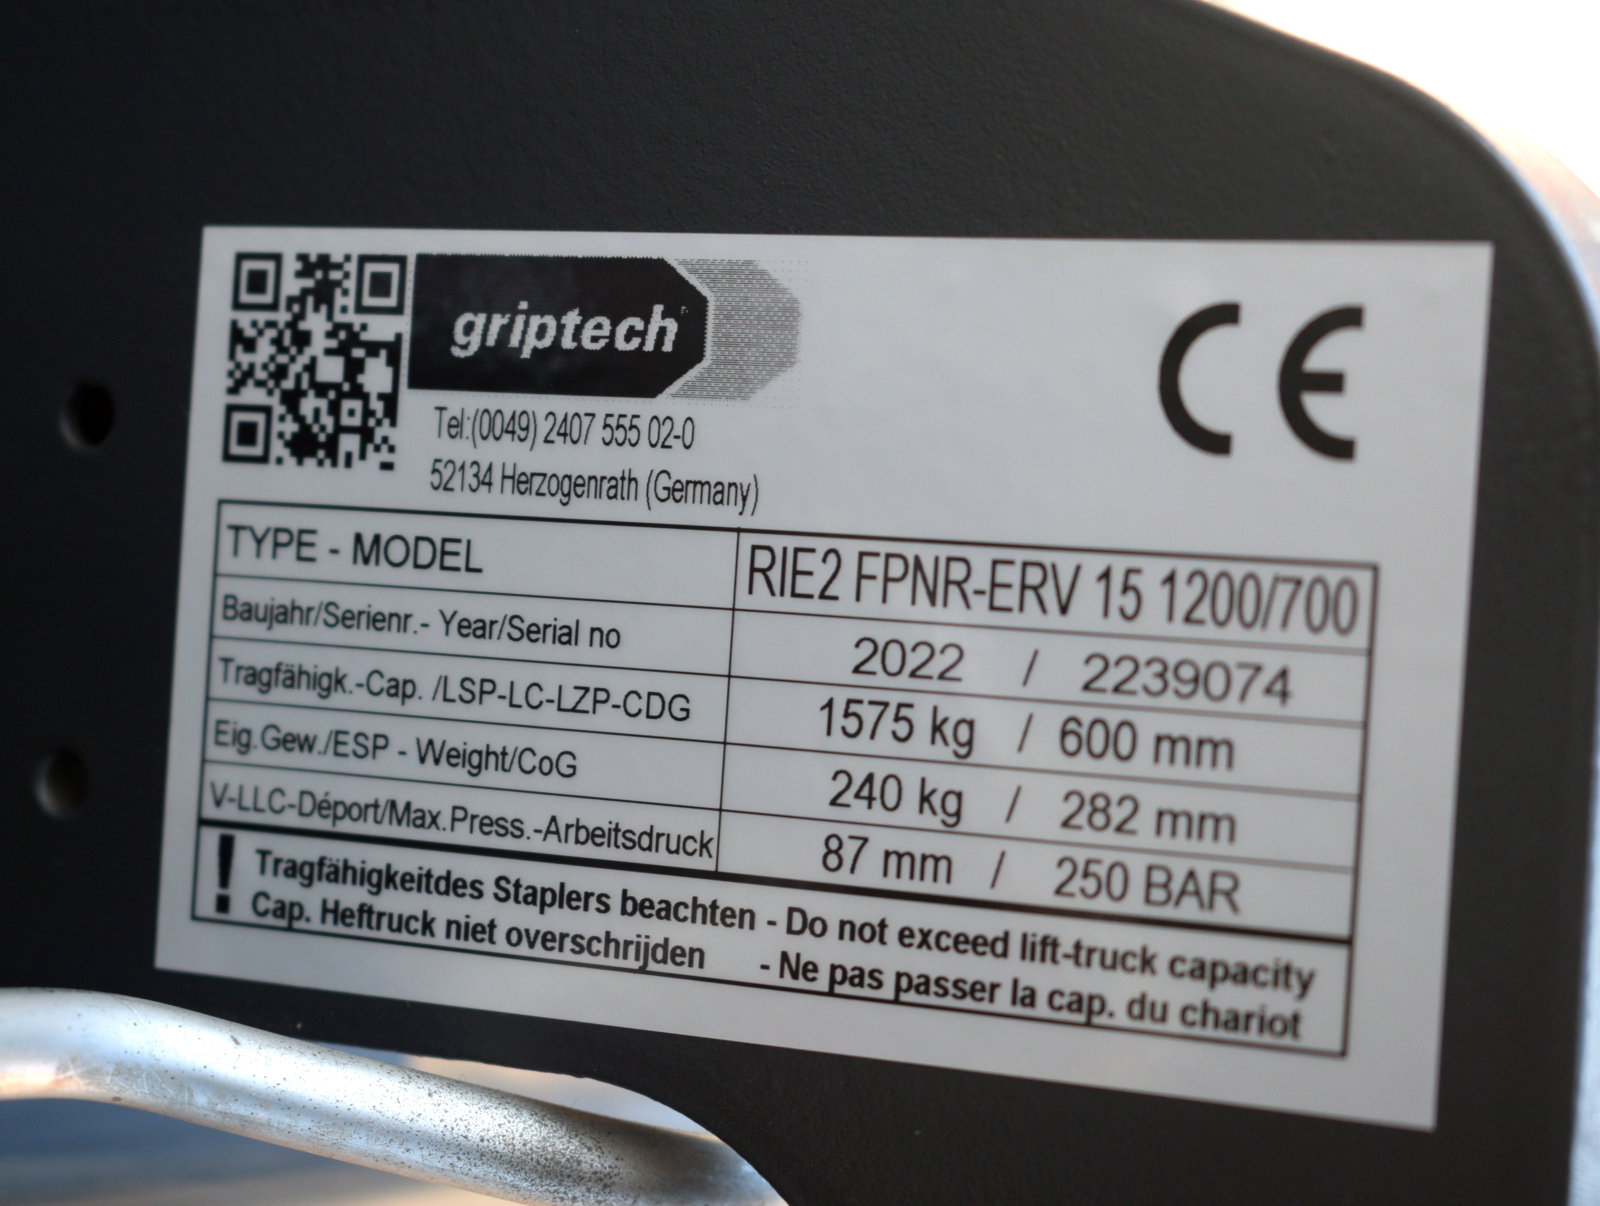 griptech
Tel:(0049) 2407 555 02-0
52134 Herzogenrath (Germany)
CE
TYPE - MODEL RIE2 FPNR-ERV 15 1200/700
Baujahr/Serienr.- Year/Serial no 2022 / 2239074
Tragfähigk.-Cap. /LSP-LC-LZP-CDG 1575 kg / 600 mm
Eig.Gew./ESP - Weight/CoG 240 kg / 282 mm
V-LLC-Déport/Max.Press.-Arbeitsdruck 87 mm / 250 BAR
! Tragfähigkeitdes Staplers beachten - Do not exceed lift-truck capacity
Cap. Heftruck niet overschrijden - Ne pas passer la cap. du chariot